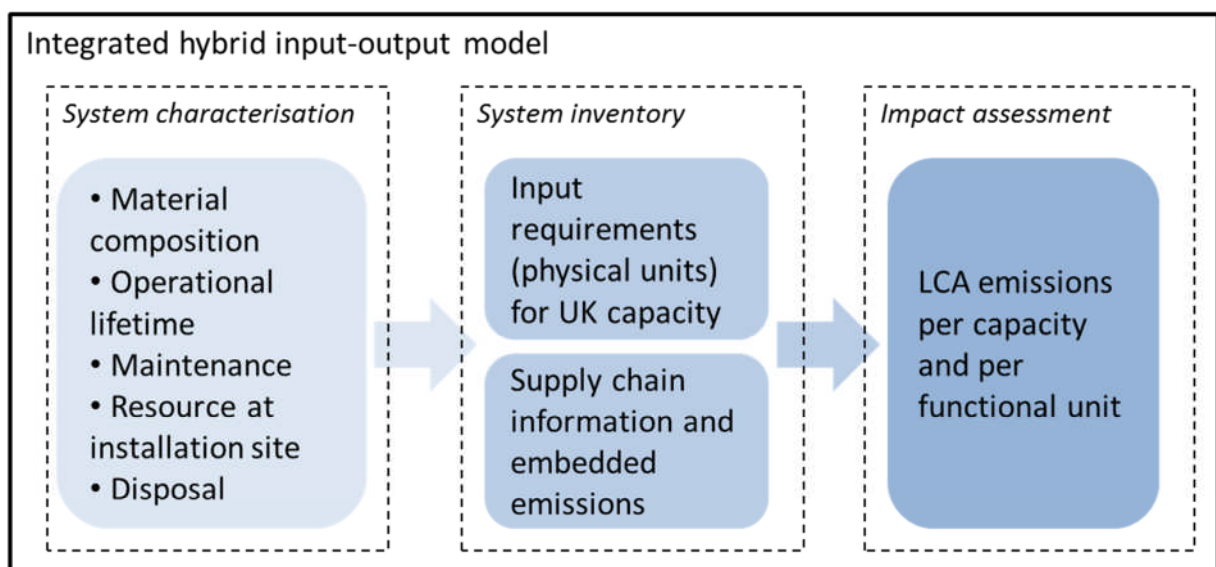 Integrated hybrid input-output model
System characterisation
• Material
composition
• Operational
lifetime
• Maintenance
• Resource at
installation site
• Disposal
System inventory
Input
requirements
(physical units)
for UK capacity
Supply chain
information and
embedded
emissions
Impact assessment
LCA emissions
per capacity
and per
functional unit